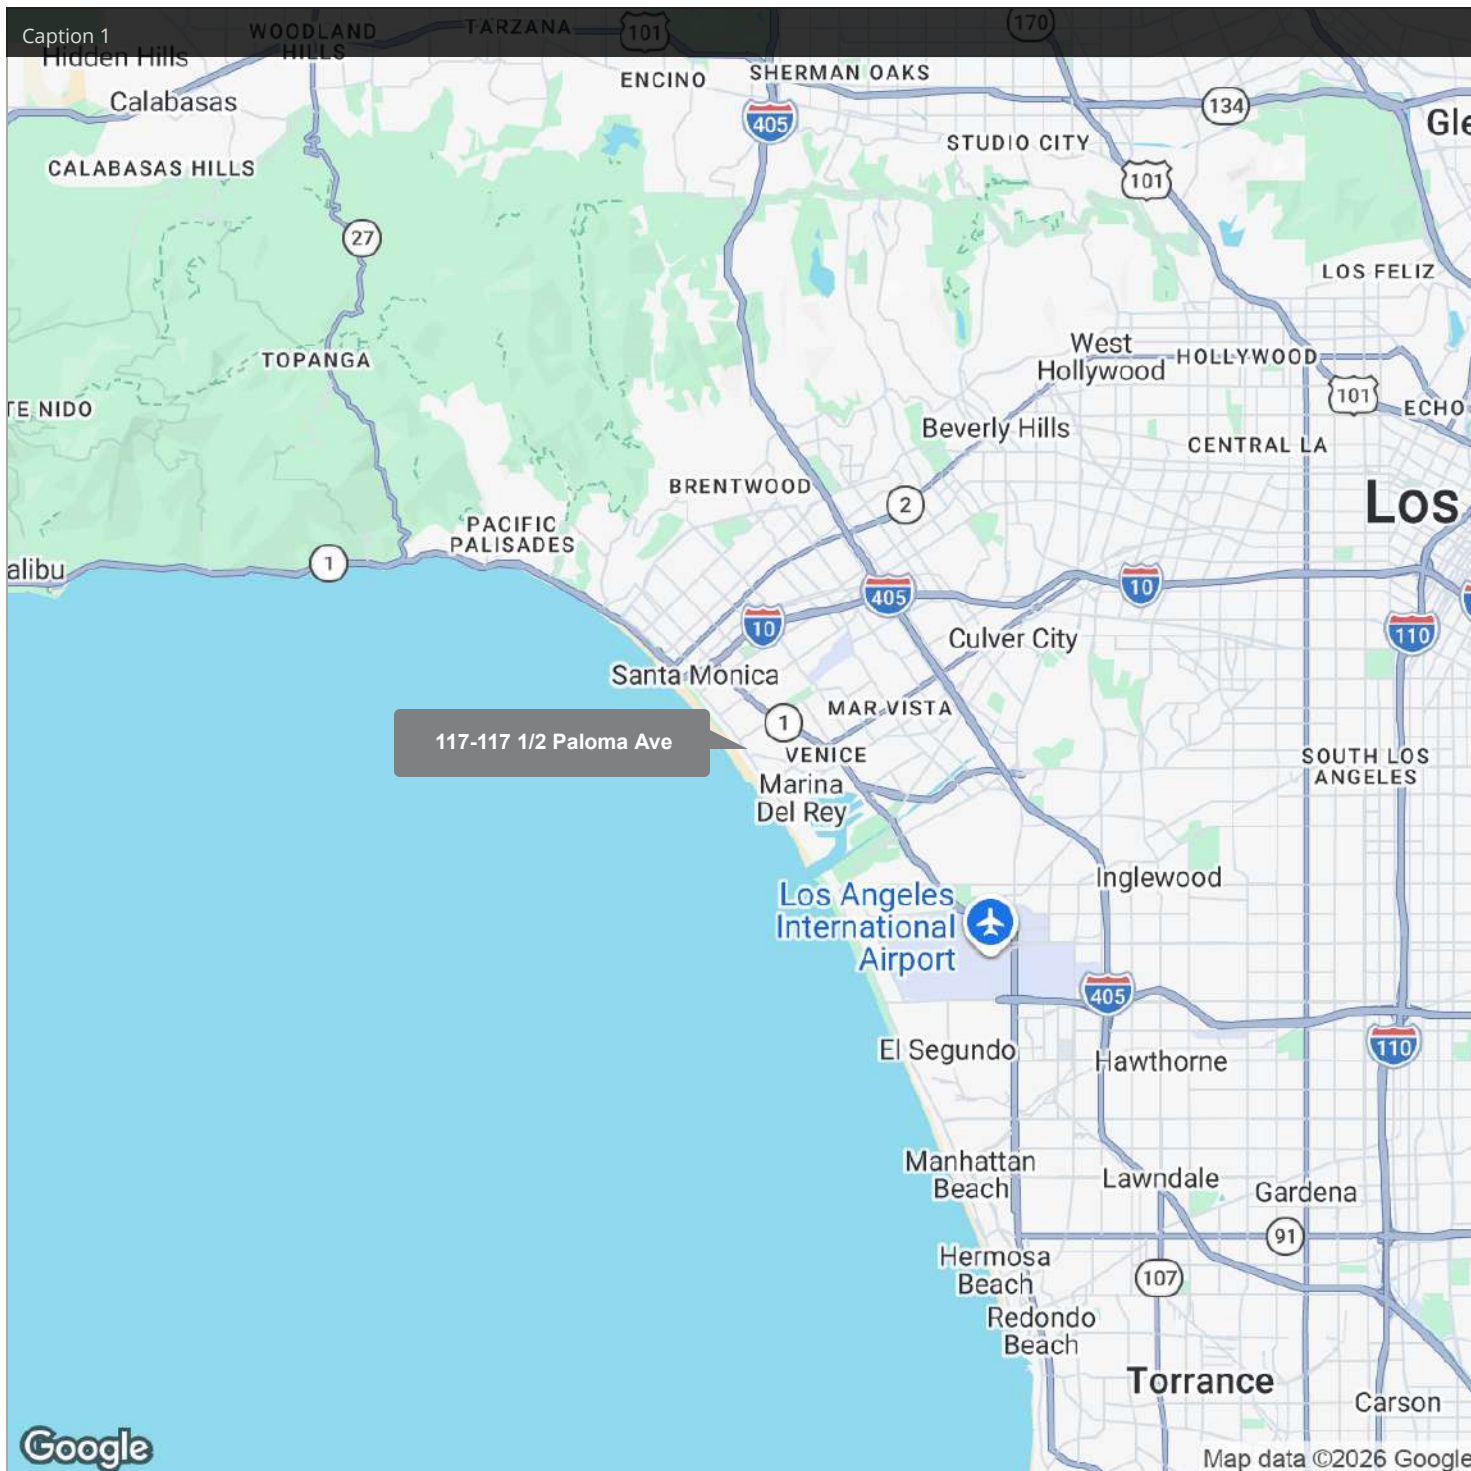 Caption 1
WOODLAND
HILLS
TARZANA
101
170
Hidden Hills
Calabasas
ENCINO
SHERMAN OAKS
405
134
Gle
STUDIO CITY
CALABASAS HILLS
101
27
LOS FELIZ
TOPANGA
West
Hollywood
HOLLYWOOD
101
ECHO
TE NIDO
Beverly Hills
CENTRAL LA
BRENTWOOD
2
Los
PACIFIC
PALISADES
alibu
1
405
10
10
110
Culver City
Santa Monica
1
MAR VISTA
117-117 1/2 Paloma Ave
VENICE
SOUTH LOS
ANGELES
Marina
Del Rey
Inglewood
Los Angeles
International
Airport
405
El Segundo
Hawthorne
110
Manhattan
Beach
Lawndale
Gardena
91
Hermosa
Beach
107
Redondo
Beach
Torrance
Carson
Google
Map data ©2026 Google